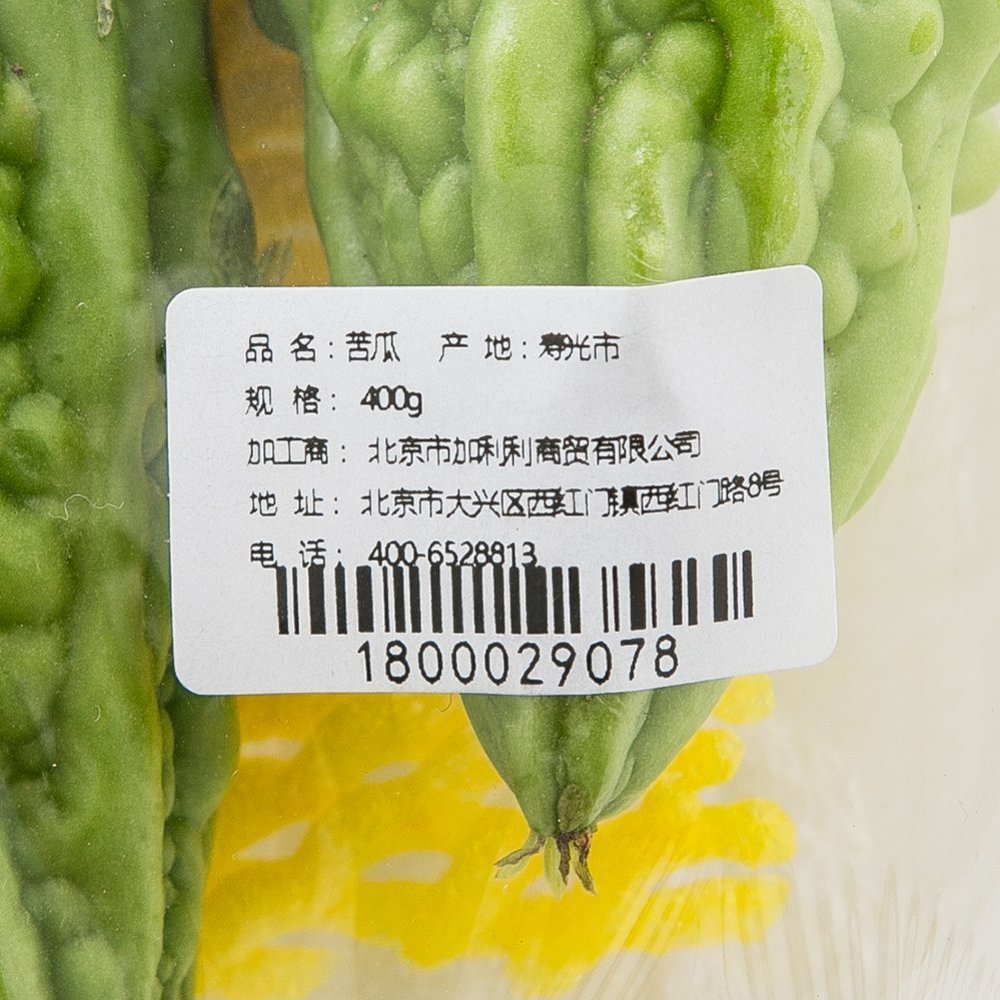 品 名：苦瓜 产 地：寿光市
规 格： 400g
加工商： 北京市加利利商贸有限公司
地 址： 北京市大兴区西红门镇西红门路8号
电 话： 400-6528813
1800029078